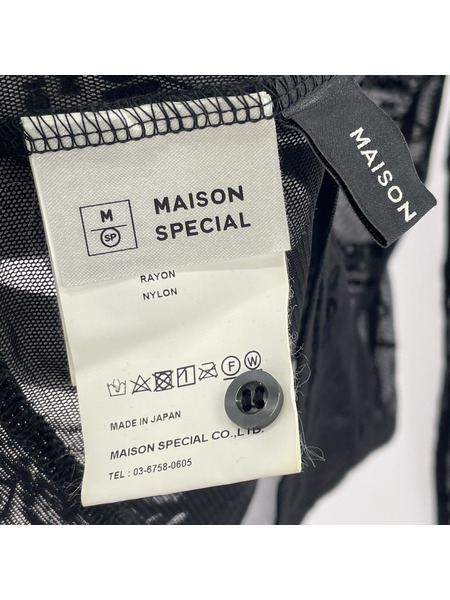 M
SP
MAISON
SPECIAL
MAISON
RAYON
NYLON
F W
MADE IN JAPAN
MAISON SPECIAL CO.,LTD.
TEL : 03-6758-0605